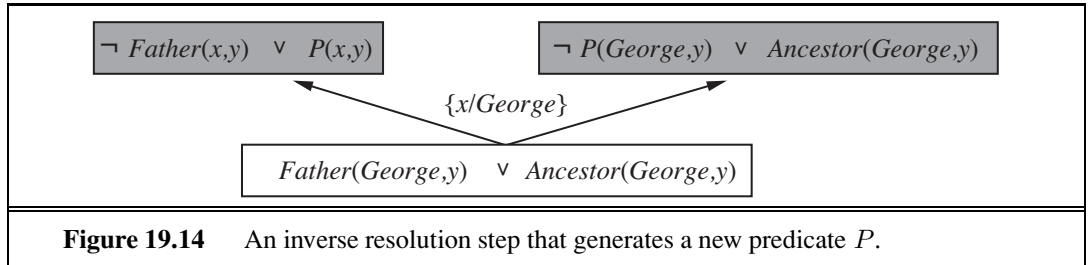 ¬ Father(x,y) ∨ P(x,y) ¬ P(George,y) ∨ Ancestor(George,y)
{x/George}
Father(George,y) ∨ Ancestor(George,y)
Figure 19.14 An inverse resolution step that generates a new predicate P.